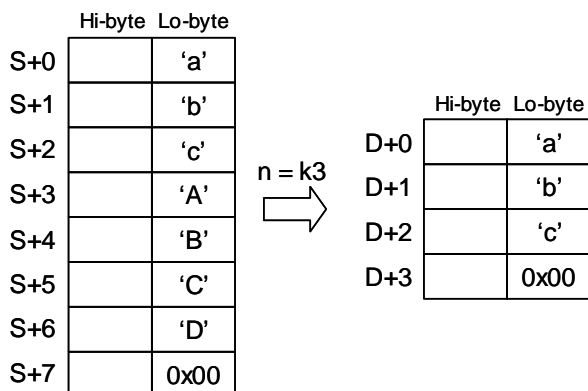 Hi-byte Lo-byte
S+0 ‘a’
S+1 ‘b’
S+2 ‘c’
S+3 ‘A’
S+4 ‘B’
S+5 ‘C’
S+6 ‘D’
S+7 0x00
n = k3
Hi-byte Lo-byte
D+0 ‘a’
D+1 ‘b’
D+2 ‘c’
D+3 0x00